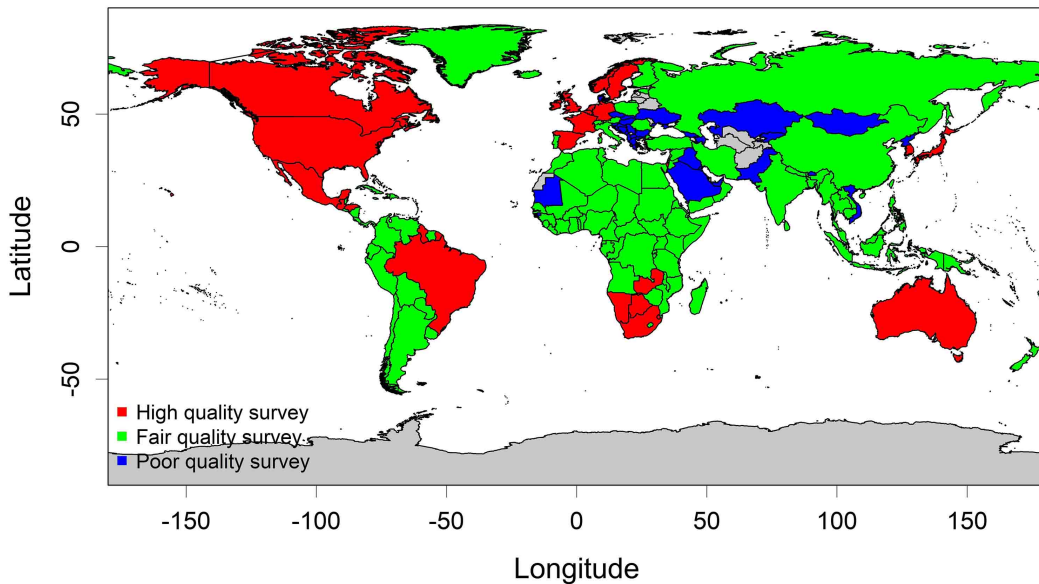 Latitude
50
0
-50
High quality survey
Fair quality survey
Poor quality survey
-150 -100 -50 0 50 100 150
Longitude